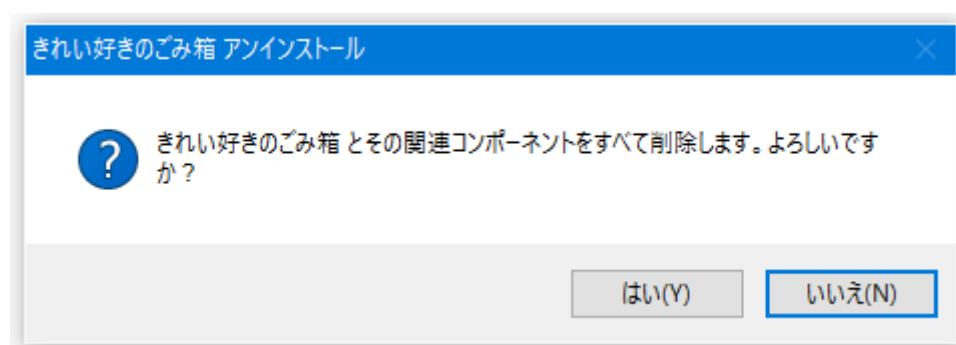 きれい好きのごみ箱 アンインストール
きれい好きのごみ箱 とその関連コンポーネントをすべて削除します。よろしいです
か？
はい(Y)
いいえ(N)